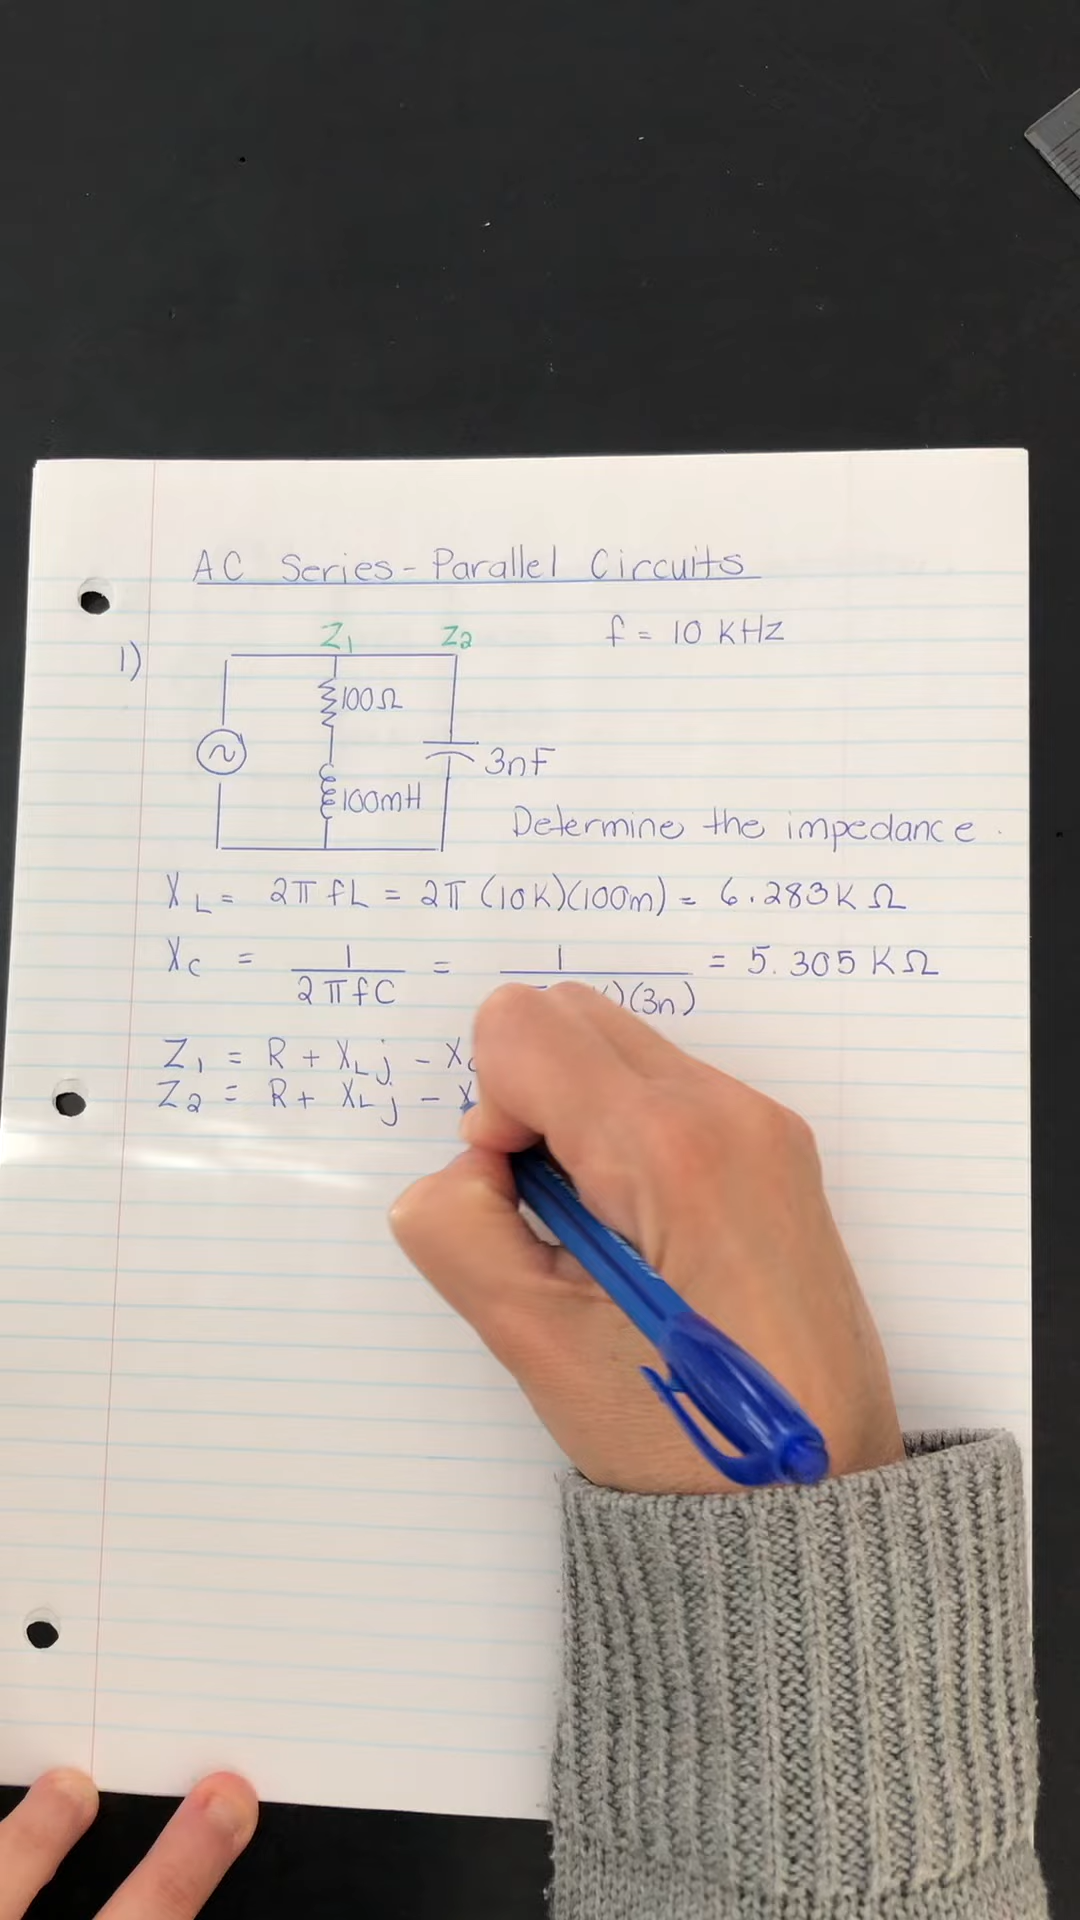 AC Series-Parallel Circuits
Z1 Z2 f = 10 KHz
1)
100Ω
3nF
100mH
Determine the impedance.
XL = 2π fL = 2π (10K)(100m) = 6.283K Ω
XC = 1 / 2πfC = 1 / )(3n) = 5.305 KΩ
Z1 = R + XL j - XC
Z2 = R + XL j - X